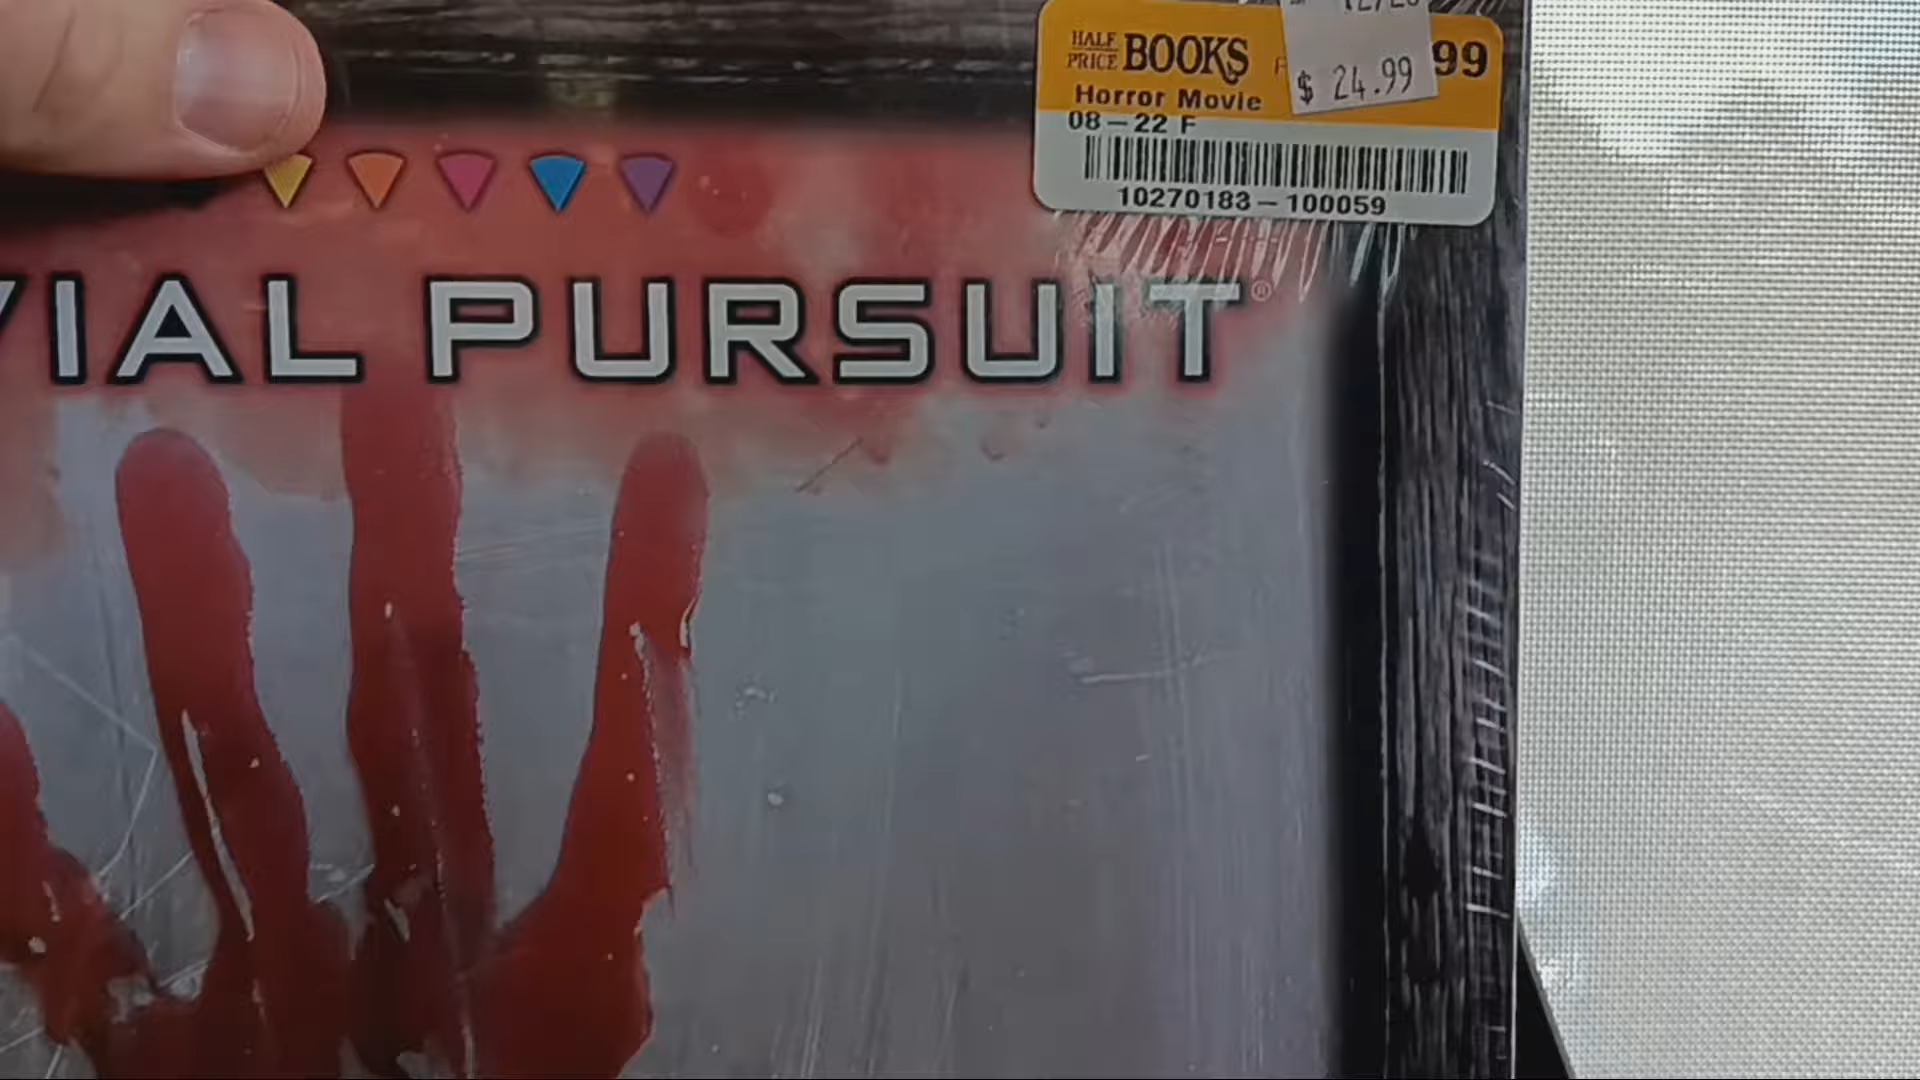 HALF
PRICE BOOKS
99
$ 24.99
Horror Movie
08-22 F
10270183-100059
VIAL PURSUIT®